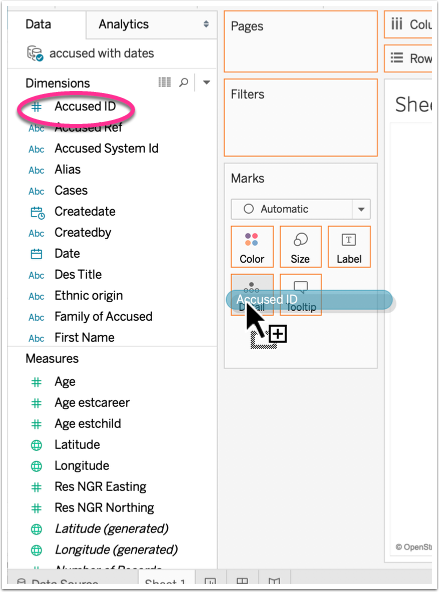 Data
Analytics
accused with dates
Dimensions
Accused ID
Abc Accused Ref
Abc Accused System Id
Abc Alias
Abc Cases
Createdate
Abc Createdby
Date
Abc Des Title
Abc Ethnic origin
Abc Family of Accused
Abc First Name
Measures
Age
Age estcareer
Age estchild
Latitude
Longitude
Res NGR Easting
Res NGR Northing
Latitude (generated)
Longitude (generated)
Number of Records
Data Source
Sheet 1
Pages
Filters
Marks
Automatic
Color
Size
T
Label
Accused ID
Detail
Tooltip
Colu
Row
Shee
© OpenSt